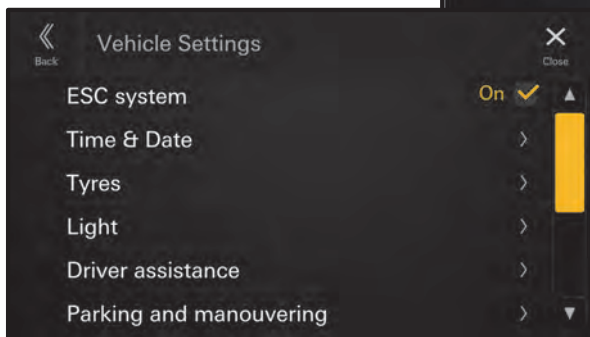 Vehicle Settings
Back
Close
ESC system On
Time & Date
Tyres
Light
Driver assistance
Parking and manouvering